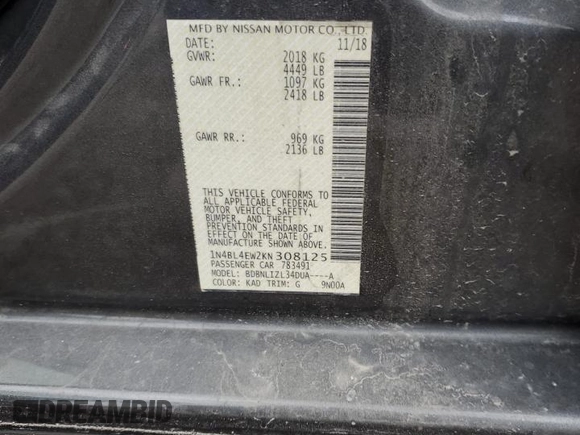 MFD BY NISSAN MOTOR CO., LTD.
DATE: 11/18
GVWR: 2018 KG
4449 LB
GAWR FR.: 1097 KG
2418 LB
GAWR RR.: 969 KG
2136 LB
THIS VEHICLE CONFORMS TO
ALL APPLICABLE FEDERAL
MOTOR VEHICLE SAFETY,
BUMPER, AND THEFT
PREVENTION STANDARDS IN
EFFECT ON THE DATE OF
MANUFACTURE SHOWN ABOVE.
1N4BL4EW2KN308125
PASSENGER CAR 783491
MODEL: BDBNLIZL34DUA----A
COLOR: KAD TRIM: G 9N00A
DREAMBID